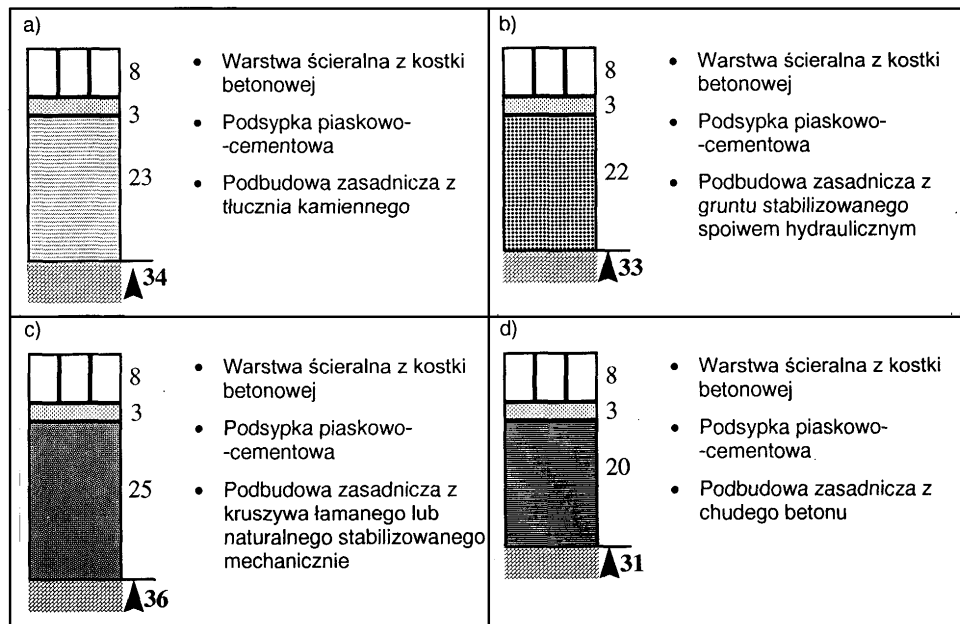 a)
8
3
23
34
• Warstwa ścieralna z kostki
betonowej
• Podsypka piaskowo-
-cementowa
• Podbudowa zasadnicza z
tłucznia kamiennego
b)
8
3
22
33
• Warstwa ścieralna z kostki
betonowej
• Podsypka piaskowo-
-cementowa
• Podbudowa zasadnicza z
gruntu stabilizowanego
spoiwem hydraulicznym
c)
8
3
25
36
• Warstwa ścieralna z kostki
betonowej
• Podsypka piaskowo-
-cementowa
• Podbudowa zasadnicza z
kruszywa łamanego lub
naturalnego stabilizowanego
mechanicznie
d)
8
3
20
31
• Warstwa ścieralna z kostki
betonowej
• Podsypka piaskowo-
-cementowa
• Podbudowa zasadnicza z
chudego betonu